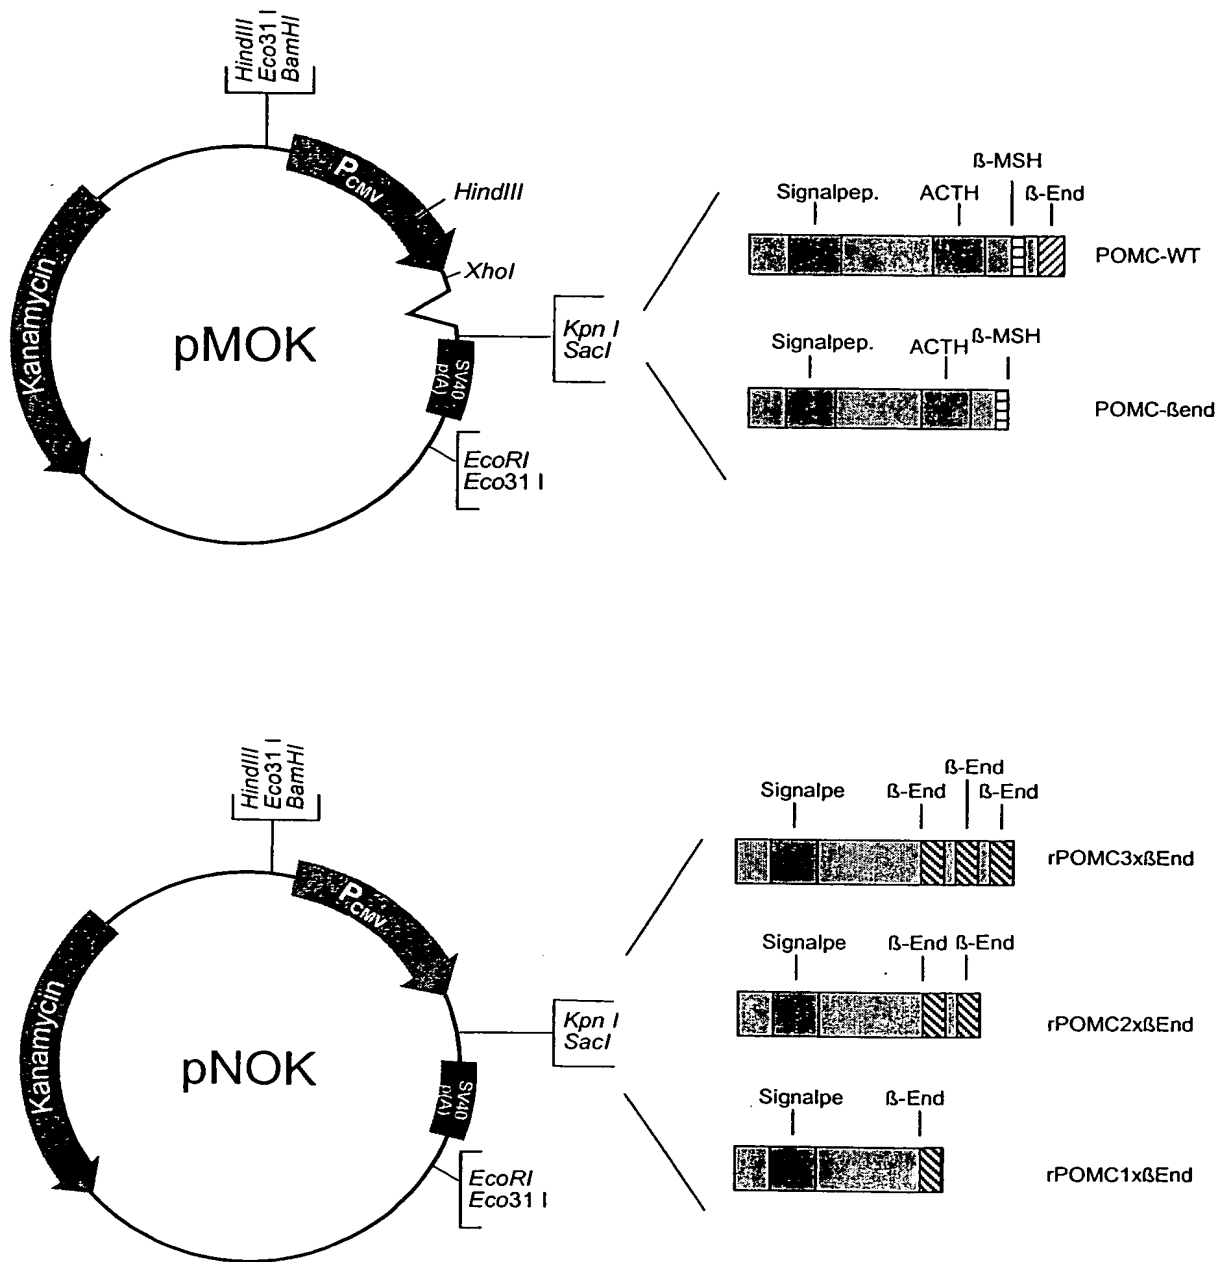 HindIII
Eco31 I
BamHI
PCMV
HindIII
XhoI
Kpn I
SacI
SV40
p(A)
EcoRI
Eco31 I
Kanamycin
pMOK
Signalpep.
ACTH
ß-MSH
ß-End
POMC-WT
Signalpep.
ACTH
ß-MSH
POMC-ßend
HindIII
Eco31 I
BamHI
PCMV
Kpn I
SacI
SV40
p(A)
EcoRI
Eco31 I
Kanamycin
pNOK
Signalpe
ß-End
ß-End
ß-End
rPOMC3xßEnd
Signalpe
ß-End
ß-End
rPOMC2xßEnd
Signalpe
ß-End
rPOMC1xßEnd